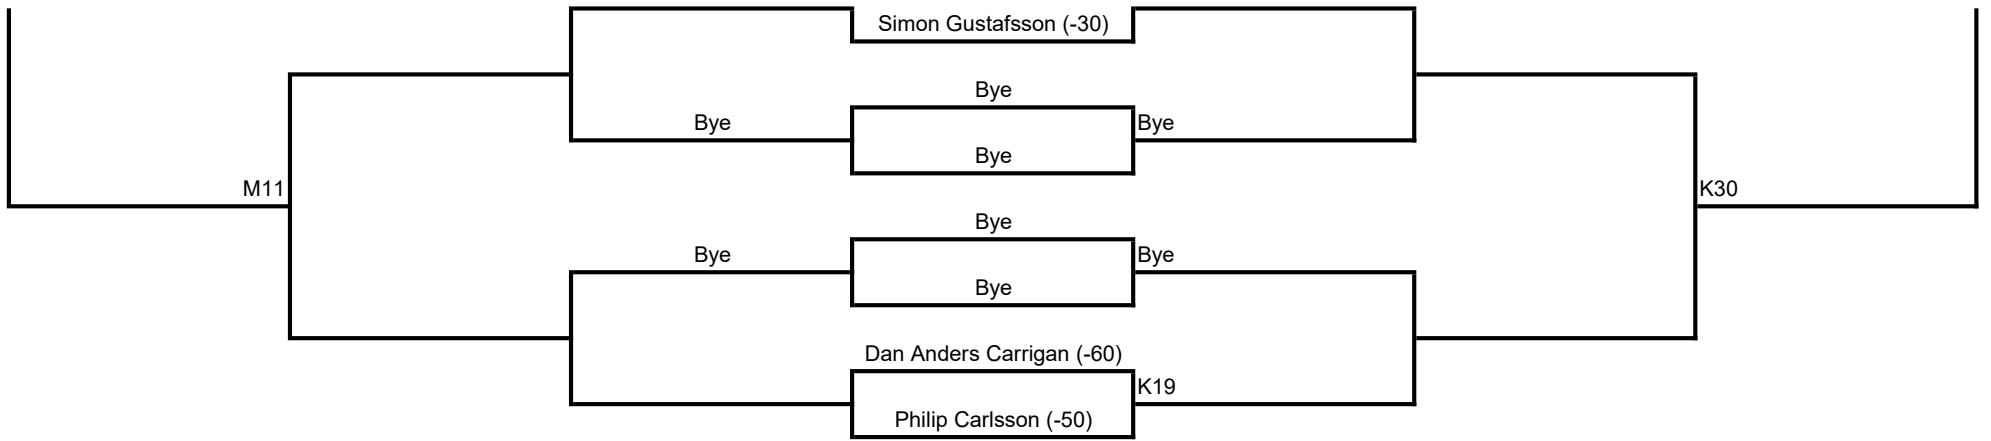 Simon Gustafsson (-30)
Bye
Bye
Bye
Bye
M11
K30
Bye
Bye
Bye
Bye
Dan Anders Carrigan (-60)
K19
Philip Carlsson (-50)